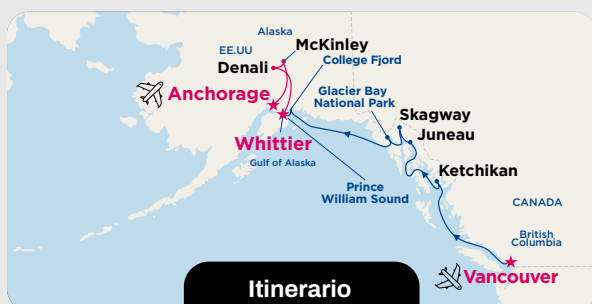 Alaska
EE.UU
McKinley
College Fjord
Denali
Anchorage
Glacier Bay
National Park
Skagway
Juneau
Whittier
Gulf of Alaska
Ketchikan
Prince
William Sound
CANADA
British
Columbia
Vancouver
Itinerario